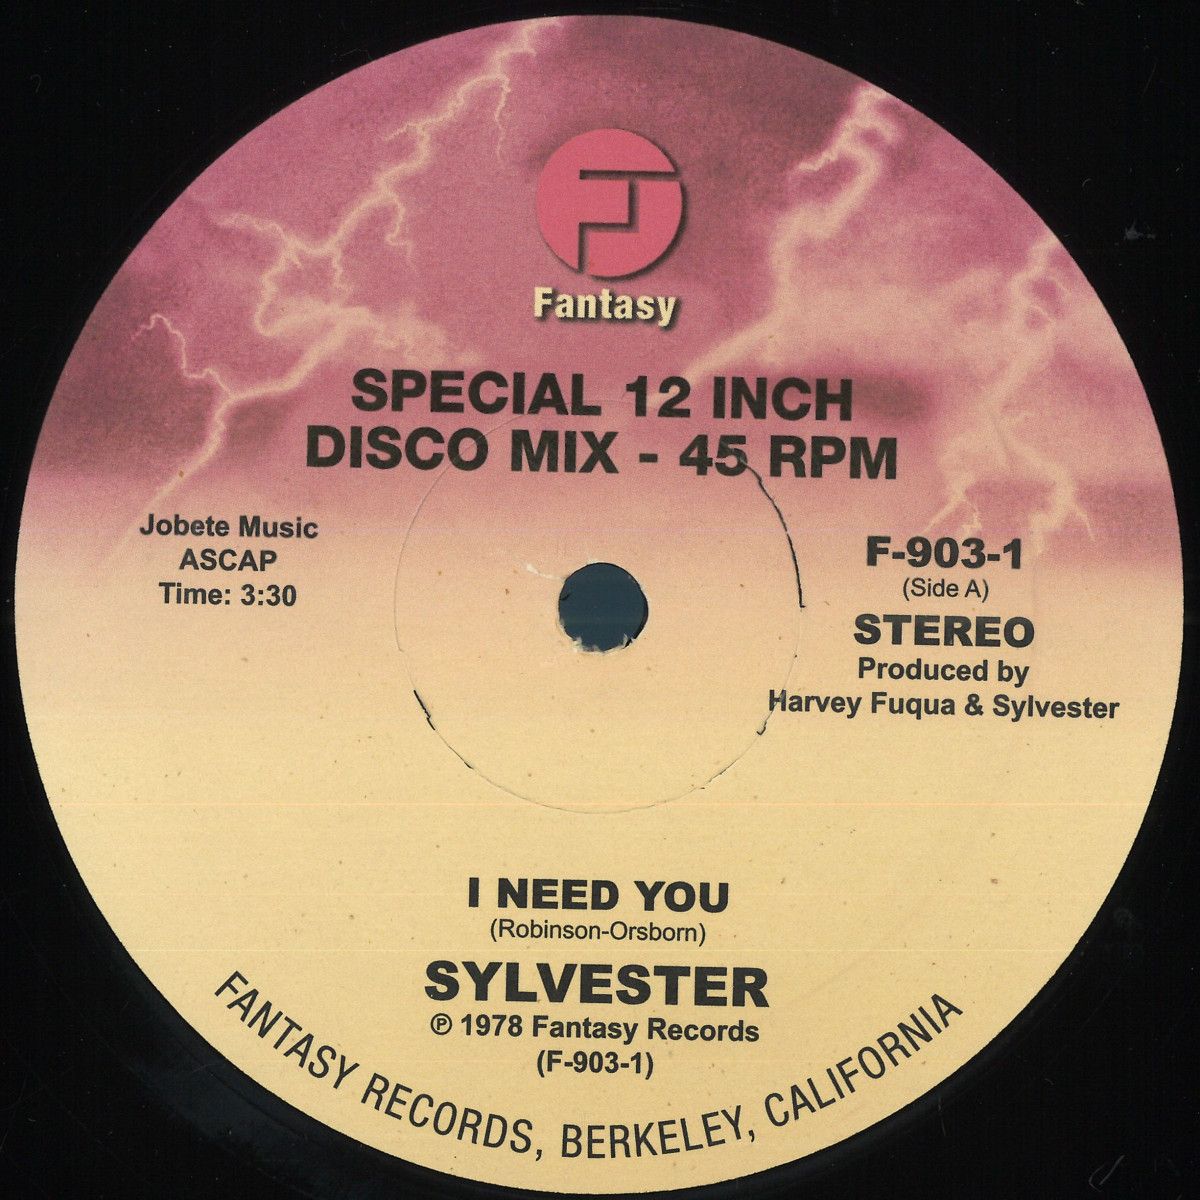 Fantasy
SPECIAL 12 INCH
DISCO MIX - 45 RPM
Jobete Music
ASCAP
Time: 3:30
F-903-1
(Side A)
STEREO
Produced by
Harvey Fuqua & Sylvester
I NEED YOU
(Robinson-Orsborn)
SYLVESTER
℗ 1978 Fantasy Records
(F-903-1)
FANTASY RECORDS, BERKELEY, CALIFORNIA